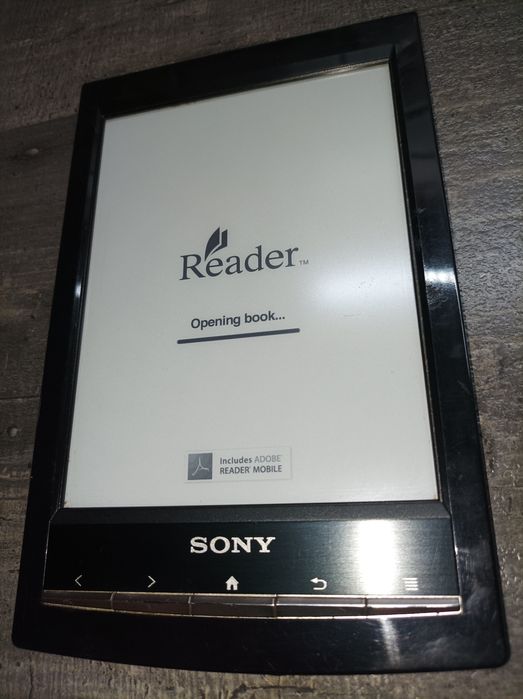 Reader™
Opening book...
Includes ADOBE®
READER® MOBILE
SONY